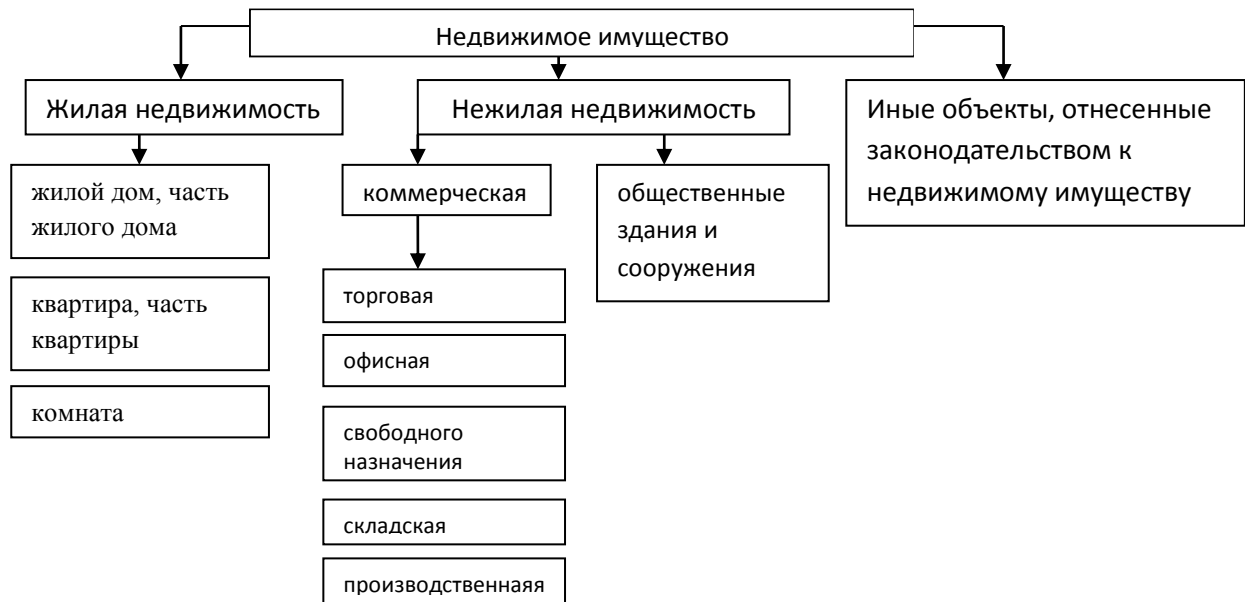 Недвижимое имущество
Жилая недвижимость
Нежилая недвижимость
Иные объекты, отнесенные
законодательством к
недвижимому имуществу
жилой дом, часть
жилого дома
квартира, часть
квартиры
комната
коммерческая
торговая
офисная
свободного
назначения
складская
производственнаяя
общественные
здания и
сооружения